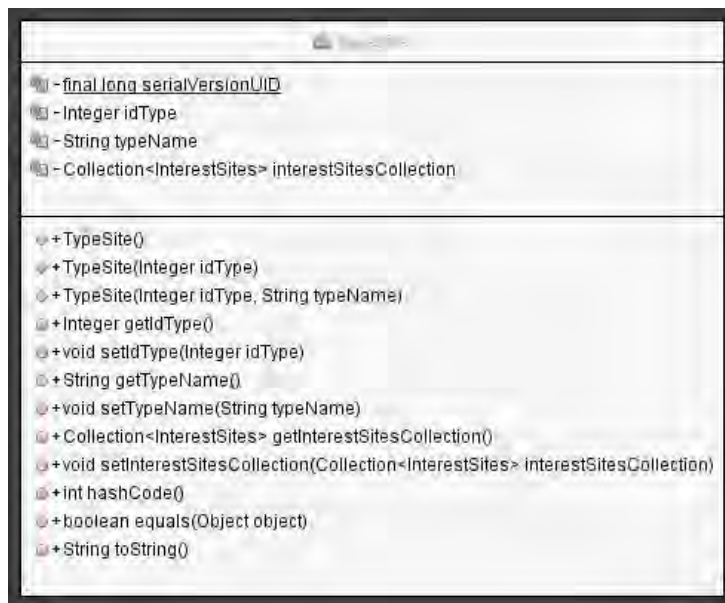 -final long serialVersionUID
-Integer idType
-String typeName
-Collection<InterestSites> interestSitesCollection
+TypeSite()
+TypeSite(Integer idType)
+TypeSite(Integer idType, String typeName)
+Integer getIdType()
+void setIdType(Integer idType)
+String getTypeName()
+void setTypeName(String typeName)
+Collection<InterestSites> getInterestSitesCollection()
+void setInterestSitesCollection(Collection<InterestSites> interestSitesCollection)
+int hashCode()
+boolean equals(Object object)
+String toString()